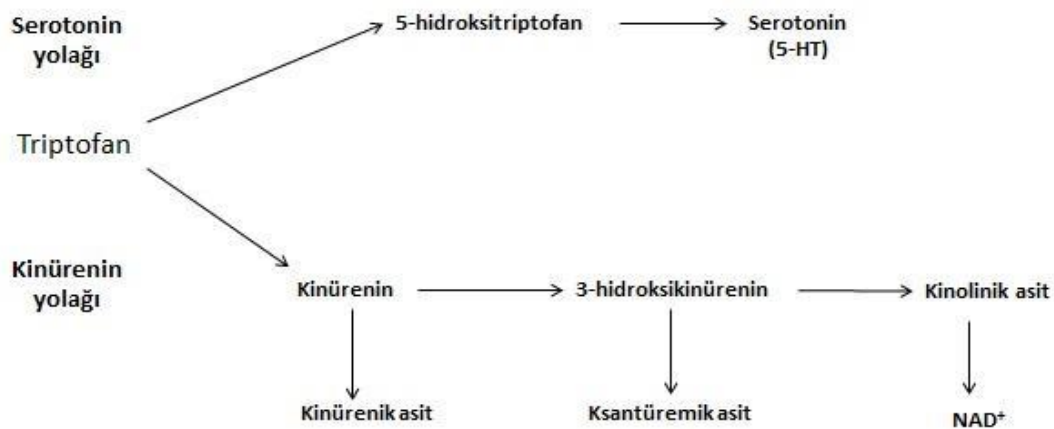 Serotonin
yolağı
5-hidroksitriptofan
Serotonin
(5-HT)
Triptofan
Kinürenin
yolağı
Kinürenin
3-hidroksikinürenin
Kinolinik asit
Kinürenik asit
Ksantüremik asit
NAD⁺